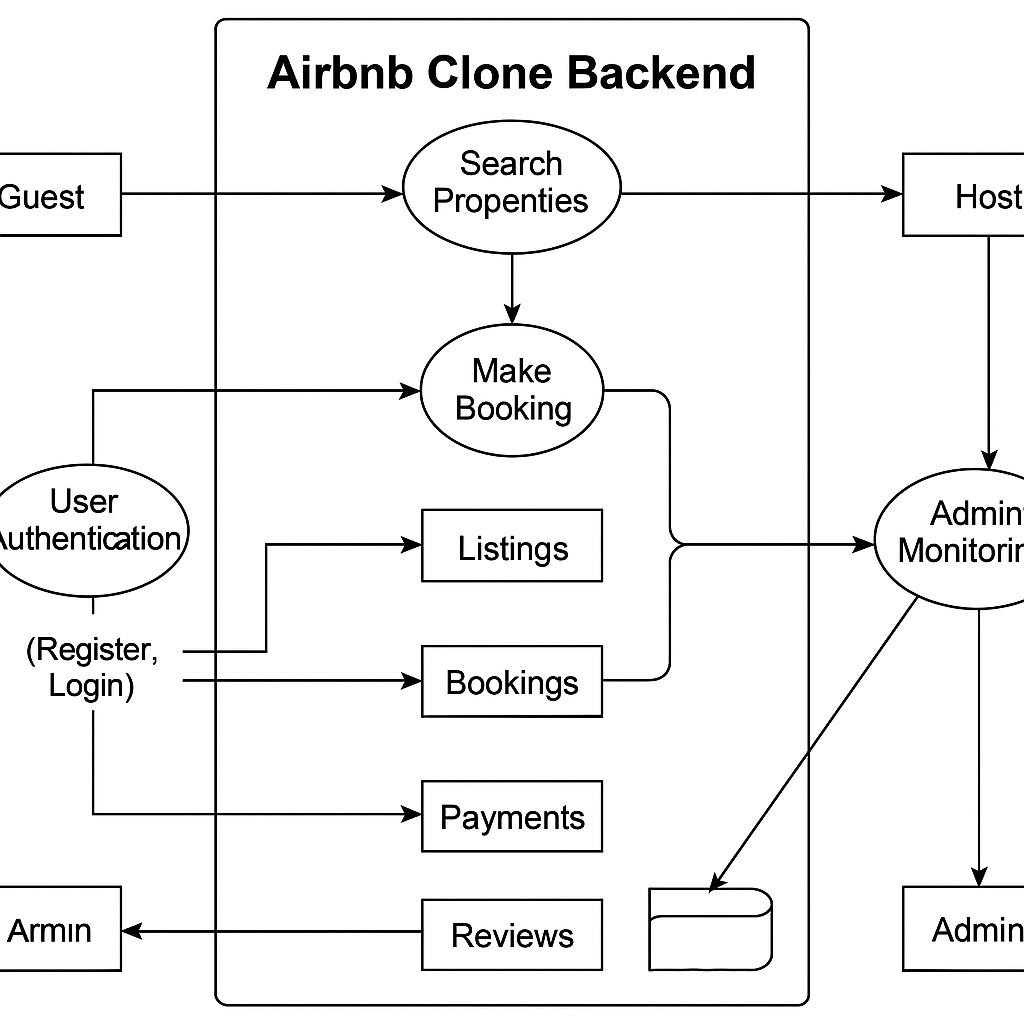 Airbnb Clone Backend
Guest
Search
Propenties
Host
Make
Booking
User
Authentication
Admin
Monitorin
Listings
(Register,
Login)
Bookings
Payments
Armın
Reviews
Admin